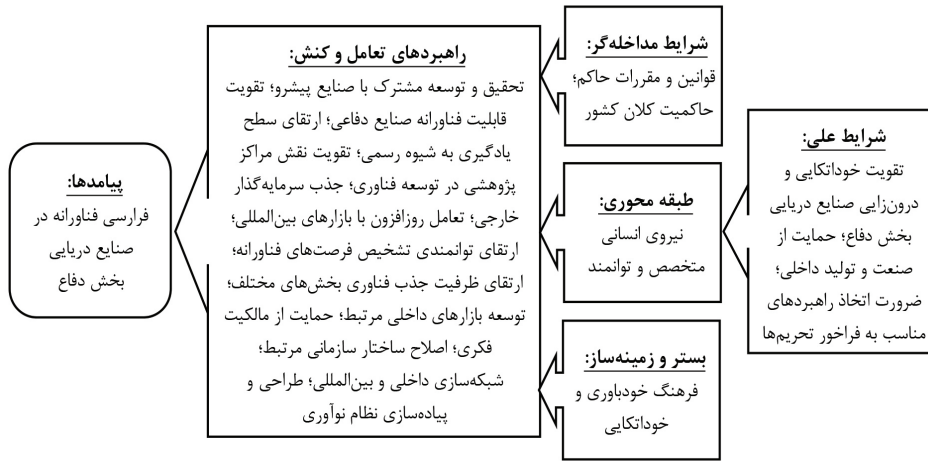 شرایط علی:
تقویت خوداتکایی و
درون‌زایی صنایع دریایی
بخش دفاع؛ حمایت از
صنعت و تولید داخلی؛
ضرورت اتخاذ راهبردهای
مناسب به فراخور تحریم‌ها
شرایط مداخله‌گر:
قوانین و مقررات حاکم؛
حاکمیت کلان کشور
طبقه محوری:
نیروی انسانی
متخصص و توانمند
بستر و زمینه‌ساز:
فرهنگ خودباوری و
خوداتکایی
راهبردهای تعامل و کنش:
تحقیق و توسعه مشترک با صنایع پیشرو؛ تقویت
قابلیت فناورانه صنایع دفاعی؛ ارتقای سطح
یادگیری به شیوه رسمی؛ تقویت نقش مراکز
پژوهشی در توسعه فناوری؛ جذب سرمایه‌گذار
خارجی؛ تعامل روزافزون با بازارهای بین‌المللی؛
ارتقای توانمندی تشخیص فرصت‌های فناورانه؛
ارتقای ظرفیت جذب فناوری بخش‌های مختلف؛
توسعه بازارهای داخلی مرتبط؛ حمایت از مالکیت
فکری؛ اصلاح ساختار سازمانی مرتبط؛
شبکه‌سازی داخلی و بین‌المللی؛ طراحی و
پیاده‌سازی نظام نوآوری
پیامدها:
فرارسی فناورانه در
صنایع دریایی
بخش دفاع